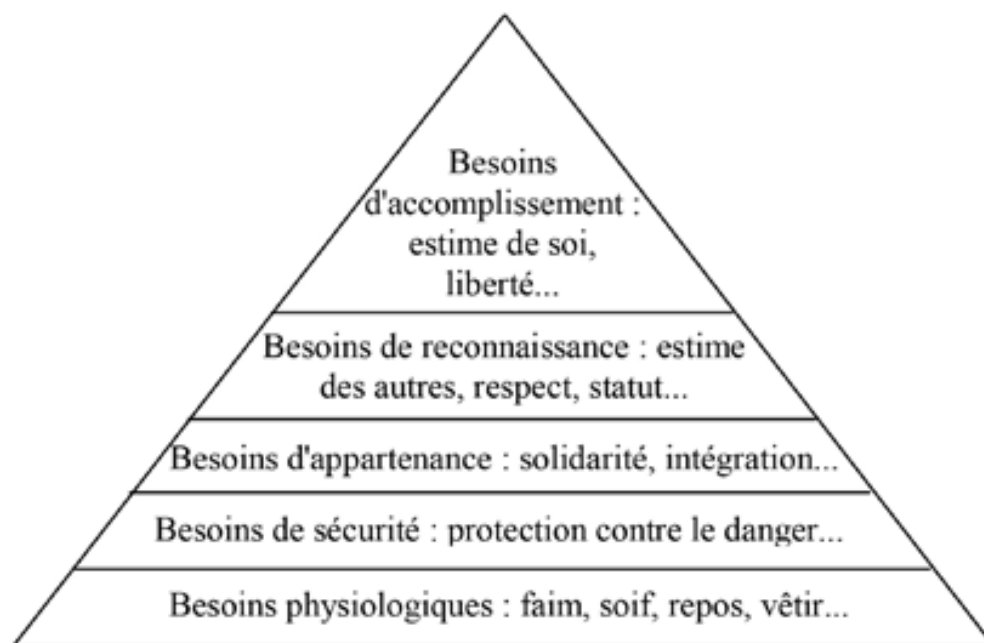 Besoins
d'accomplissement :
estime de soi,
liberté...
Besoins de reconnaissance : estime
des autres, respect, statut...
Besoins d'appartenance : solidarité, intégration...
Besoins de sécurité : protection contre le danger...
Besoins physiologiques : faim, soif, repos, vêtir...